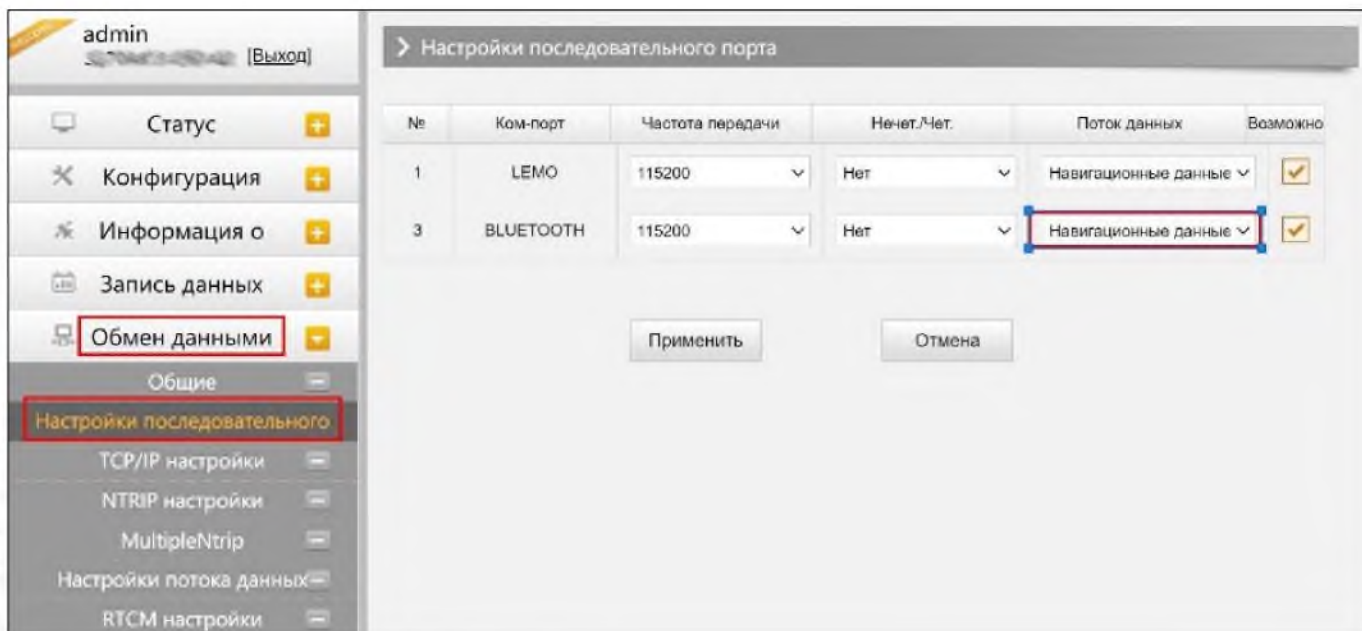 admin
[Выход]
Статус
Конфигурация
Информация о
Запись данных
Обмен данными
Общие
Настройки последовательного
TCP/IP настройки
NTRIP настройки
MultipleNtrip
Настройки потока данных
RTCM настройки
Настройки последовательного порта
№ Ком-порт Частота передачи Нечет./Чет. Поток данных Возможно
1 LEMO 115200 Нет Навигационные данные
3 BLUETOOTH 115200 Нет Навигационные данные
Применить Отмена